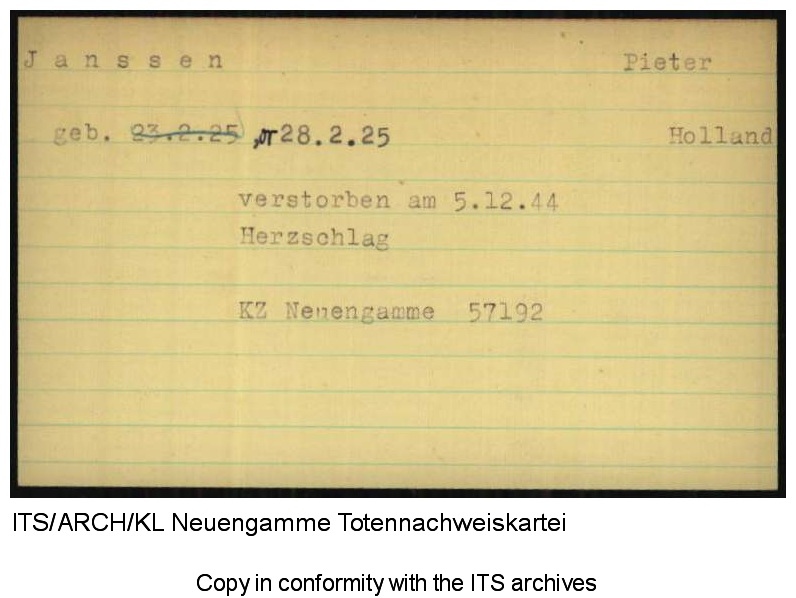 Janssen Pieter
geb. 23.2.25 ,or 28.2.25 Holland
verstorben am 5.12.44
Herzschlag
KZ Neuengamme 57192
ITS/ARCH/KL Neuengamme Totennachweiskartei
Copy in conformity with the ITS archives